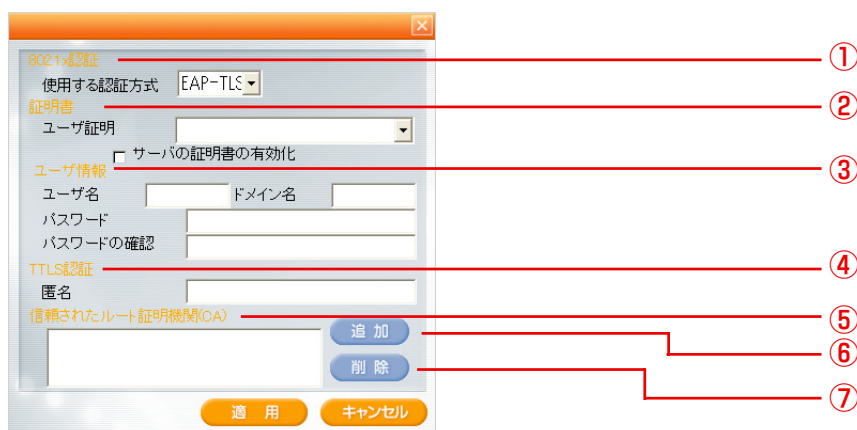 8021x認証 ①
使用する認証方式 EAP-TLS
証明書 ②
ユーザ証明
サーバの証明書の有効化
ユーザ情報 ③
ユーザ名 ドメイン名
パスワード
パスワードの確認
TTLS認証 ④
匿名
信頼されたルート証明機関(CA) ⑤
追加 ⑥
削除 ⑦
適用 キャンセル